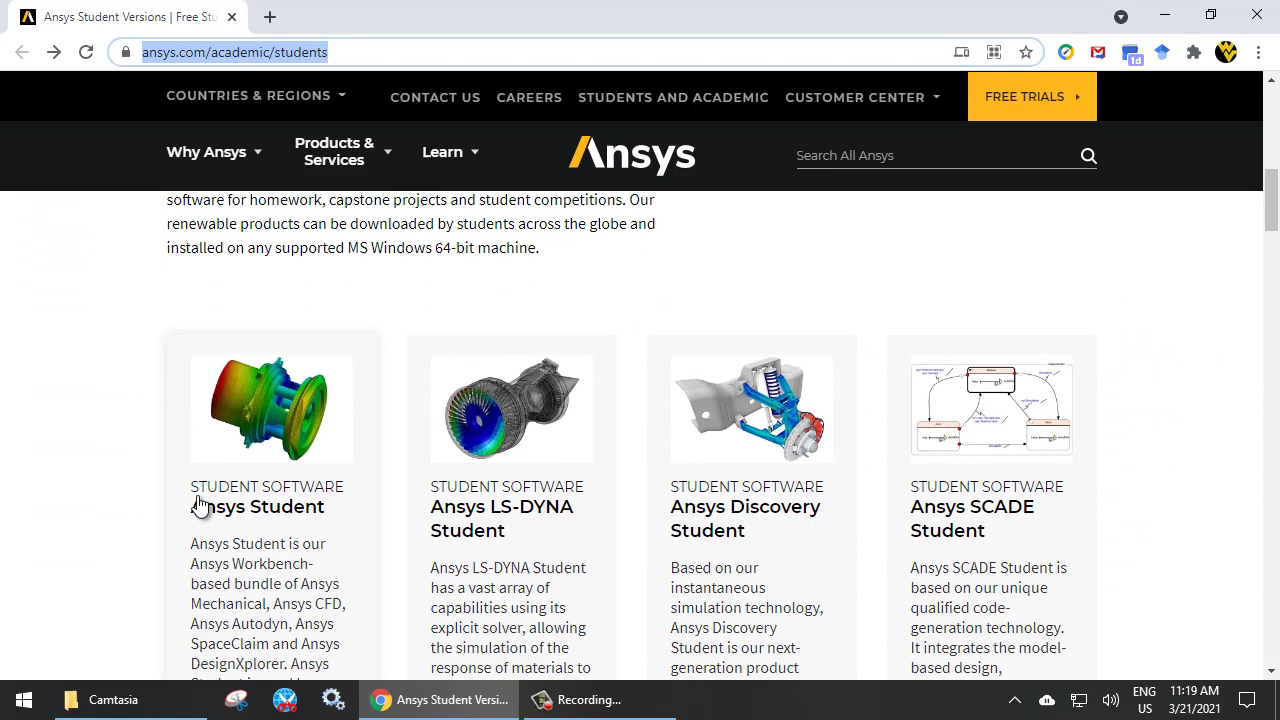 Ansys Student Versions | Free Stu
ansys.com/academic/students
1d
COUNTRIES & REGIONS
CONTACT US
CAREERS
STUDENTS AND ACADEMIC
CUSTOMER CENTER
FREE TRIALS
Why Ansys
Products &
Services
Learn
Ansys
Search All Ansys
software for homework, capstone projects and student competitions. Our
renewable products can be downloaded by students across the globe and
installed on any supported MS Windows 64-bit machine.
STUDENT SOFTWARE
Ansys Student
Ansys Student is our
Ansys Workbench-
based bundle of Ansys
Mechanical, Ansys CFD,
Ansys Autodyn, Ansys
SpaceClaim and Ansys
DesignXplorer. Ansys
STUDENT SOFTWARE
Ansys LS-DYNA
Student
Ansys LS-DYNA Student
has a vast array of
capabilities using its
explicit solver, allowing
the simulation of the
response of materials to
STUDENT SOFTWARE
Ansys Discovery
Student
Based on our
instantaneous
simulation technology,
Ansys Discovery
Student is our next-
generation product
STUDENT SOFTWARE
Ansys SCADE
Student
Ansys SCADE Student is
based on our unique
qualified code-
generation technology.
It integrates the model-
based design,
Camtasia
Ansys Student Versi...
Recording...
ENG
US
11:19 AM
3/21/2021